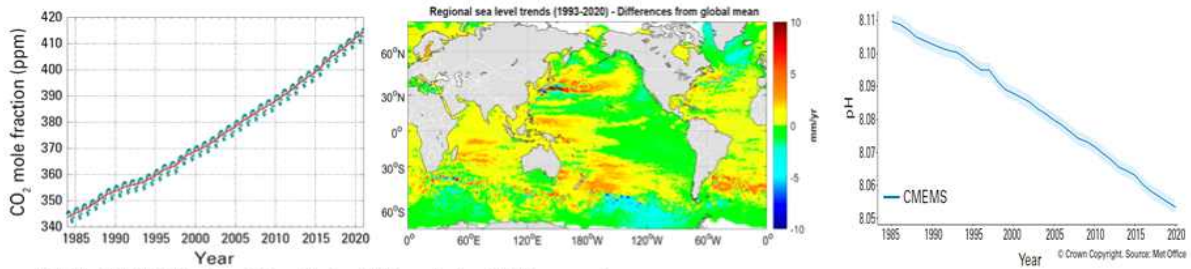 CO2 mole fraction (ppm)
420
410
400
390
380
370
360
350
340
1985 1990 1995 2000 2005 2010 2015 2020
Year
Regional sea level trends (1993-2020) - Differences from global mean
60°N
30°N
0°
30°S
60°S
0° 60°E 120°E 180°W 120°W 60°W 0°
10
5
0
-5
-10
mm/yr
pH
8.11
8.10
8.09
8.08
8.07
8.06
8.05
CMEMS
1985 1990 1995 2000 2005 2010 2015 2020
Year
© Crown Copyright. Source: Met Office